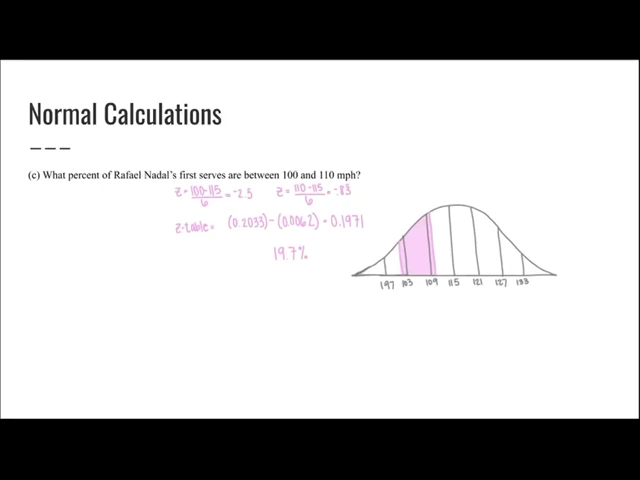 Normal Calculations
———
(c) What percent of Rafael Nadal's first serves are between 100 and 110 mph?
z = 100-115 / 6 = -2.5 z = 110-115 / 6 = -.83
z-table = (0.2033) - (0.0062) = 0.1971
19.7%
197 103 109 115 121 127 133